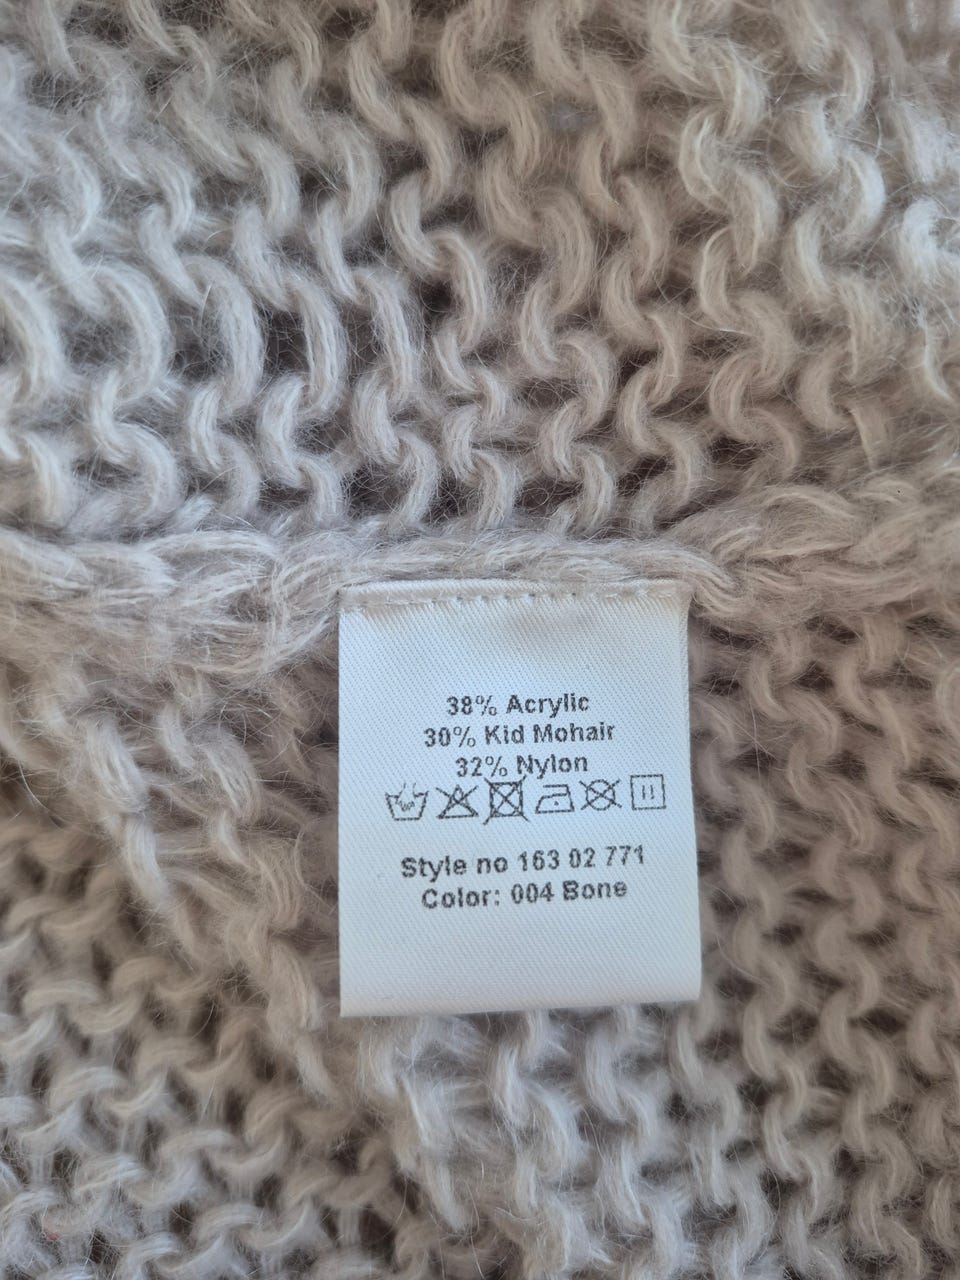 38% Acrylic
30% Kid Mohair
32% Nylon
Style no 163 02 771
Color: 004 Bone